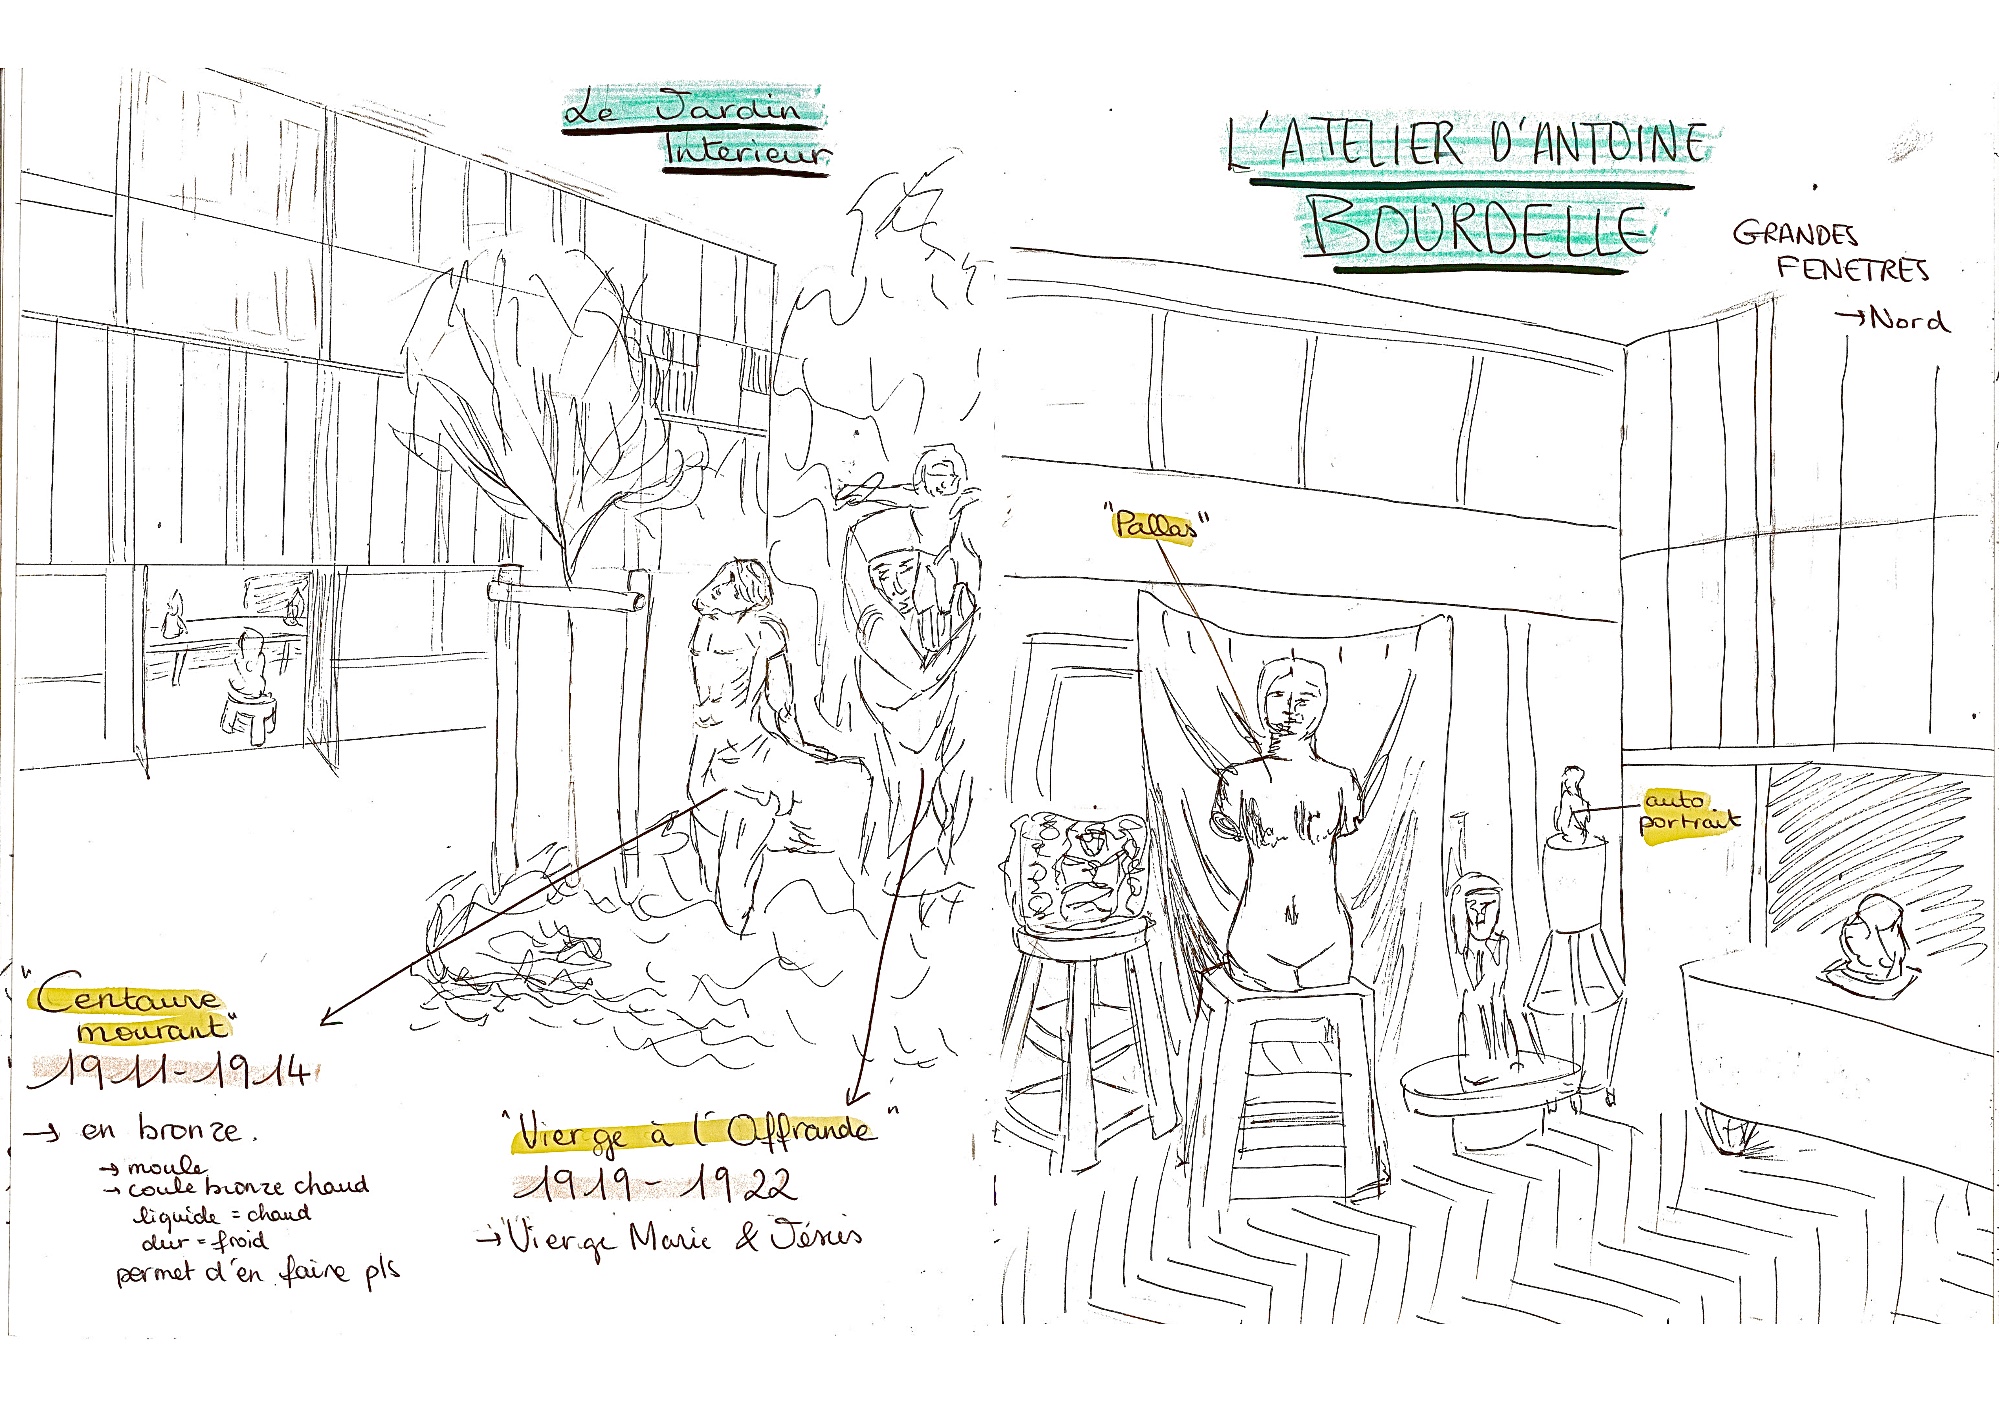 Le Jardin
Interieur
"Centaure
mourant"
1911-1914
→ en bronze.
→ moule
→ coule bronze chaud
liquide = chaud
dur = froid
permet d'en faire pls
"Vierge à l'Offrande"
1919-1922
→ Vierge Marie & Jésus
L'ATELIER D'ANTOINE
BOURDELLE
GRANDES
FENETRES
→ Nord
"Pallas"
auto
portrait